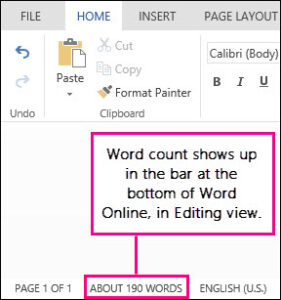 FILE HOME INSERT PAGE LAYOUT
Cut
Copy
Format Painter
Paste
Undo
Clipboard
Calibri (Body)
B I U
Word count shows up
in the bar at the
bottom of Word
Online, in Editing view.
PAGE 1 OF 1 ABOUT 190 WORDS ENGLISH (U.S.)